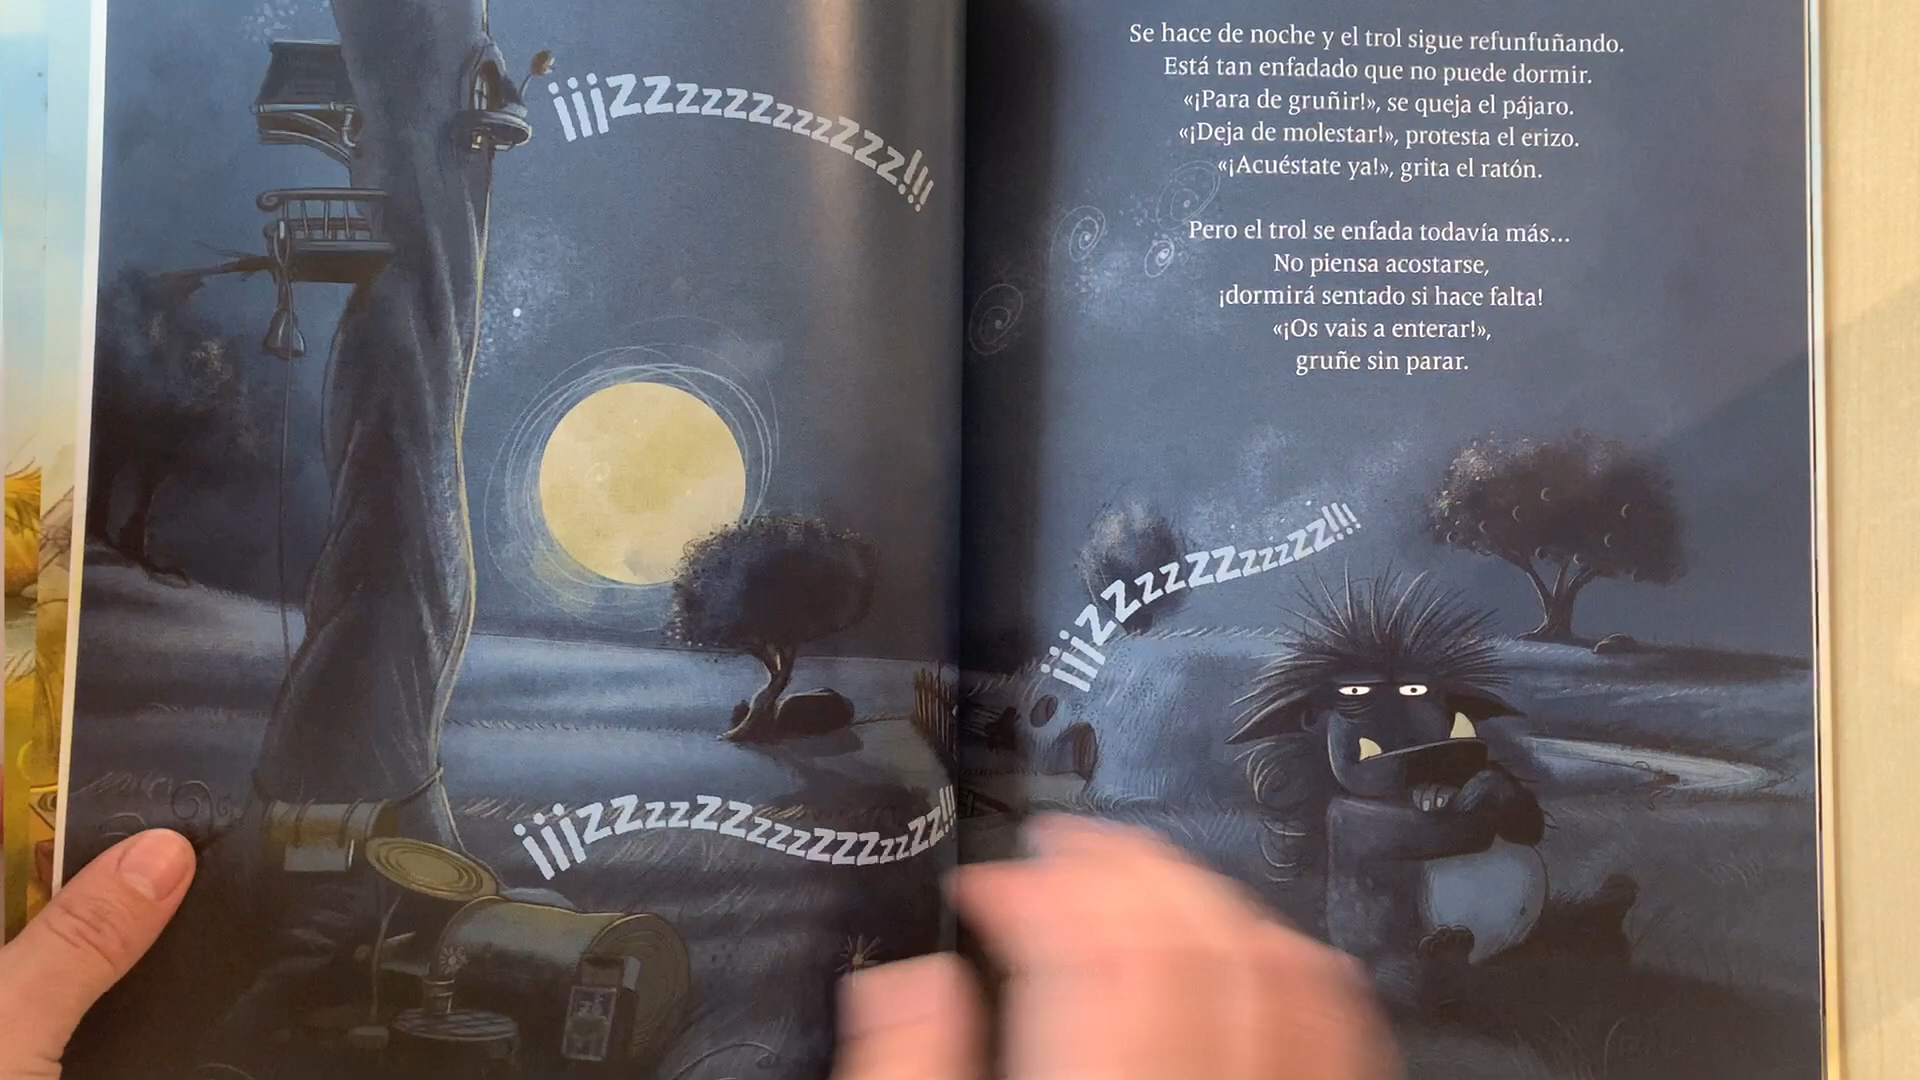 ¡¡¡zzzzzzzzzzzzz!!!
¡¡¡zzzzzzzzzzzzzzzzz!!!
Se hace de noche y el trol sigue refunfuñando.
Está tan enfadado que no puede dormir.
«¡Para de gruñir!», se queja el pájaro.
«¡Deja de molestar!», protesta el erizo.
«¡Acuéstate ya!», grita el ratón.
Pero el trol se enfada todavía más...
No piensa acostarse,
¡dormirá sentado si hace falta!
«¡Os vais a enterar!»,
gruñe sin parar.
¡¡¡zzzzzzzzzzzz!!!